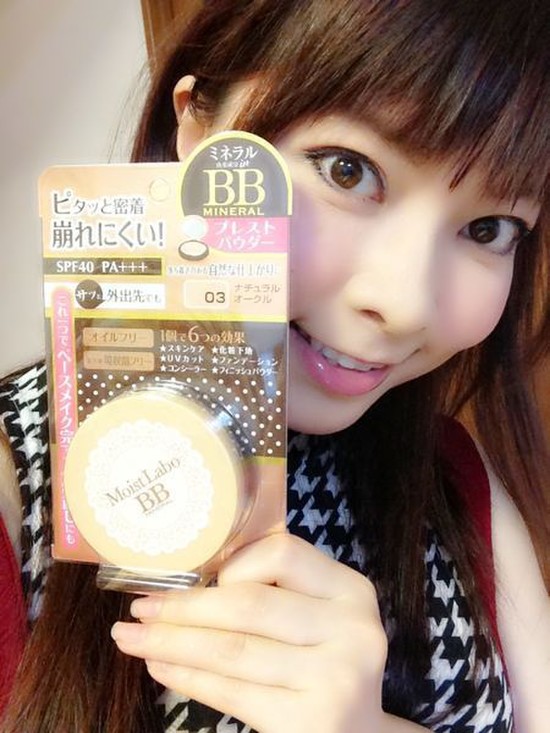 ミネラル
in
BB
MINERAL
プレスト
パウダー
ピタッと密着
崩れにくい!
SPF40 PA+++
自然な仕上がり
サッと 外出先でも
03 ナチュラル
オークル
オイルフリー 1個で6つの効果
★スキンケア ★化粧下地
★UVカット ★ファンデーション
★コンシーラー ★フィニッシュパウダー
これ1つでベースメイク完了
にも
Moist Labo
BB